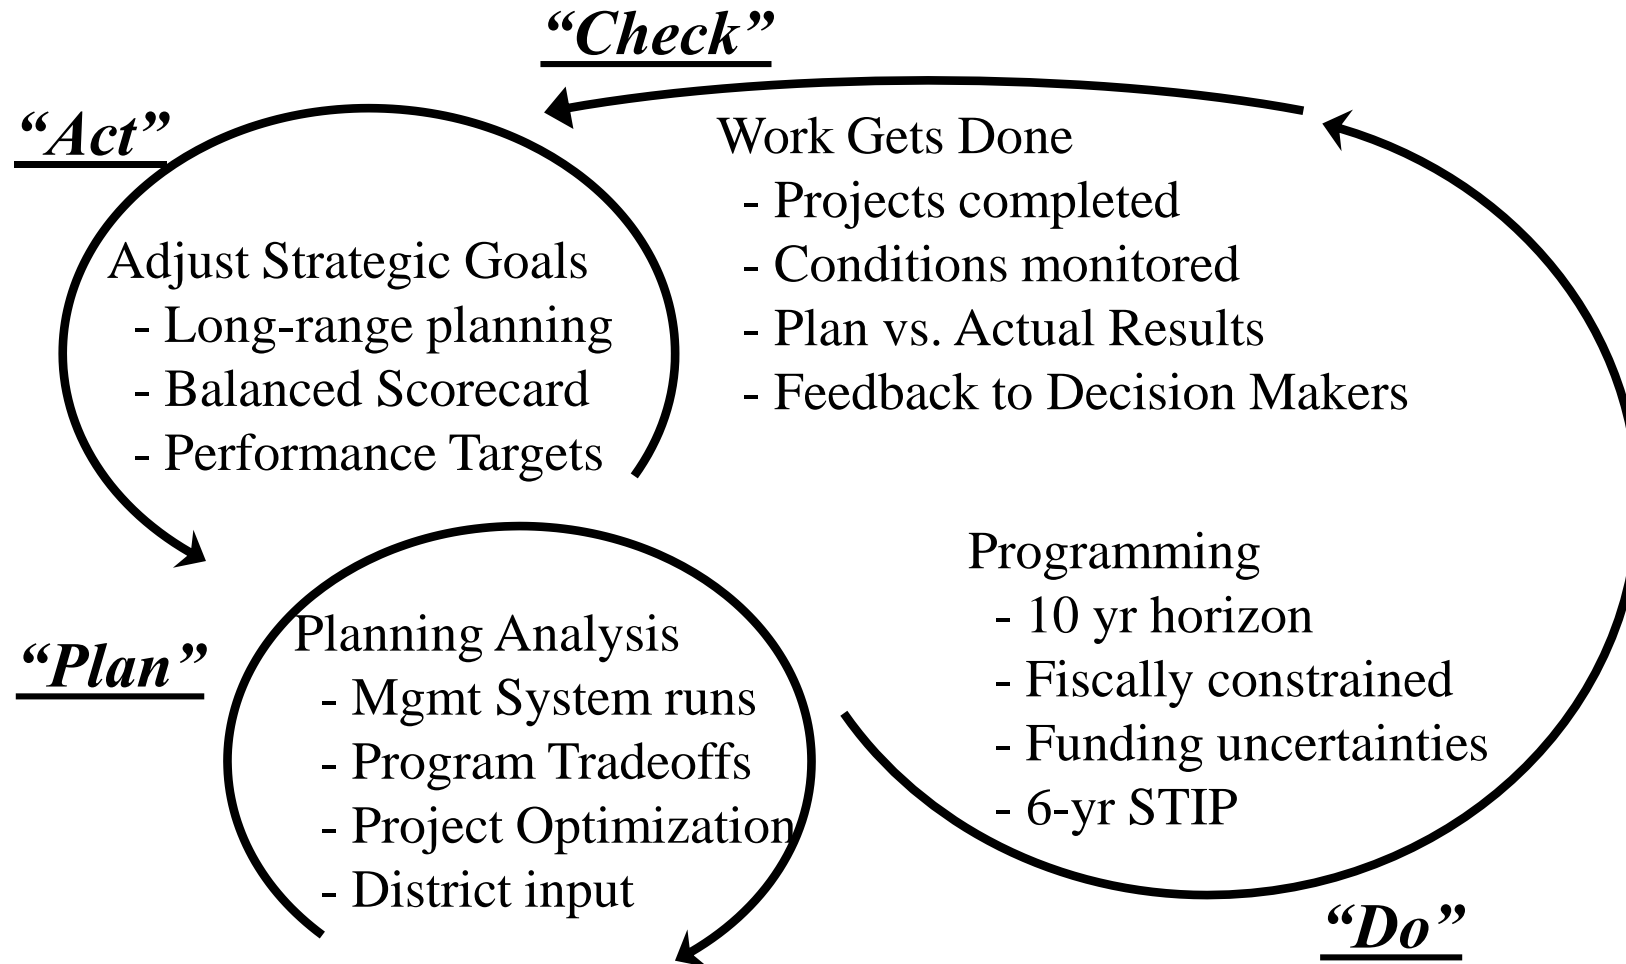 “Check”
“Act”
Work Gets Done
- Projects completed
- Conditions monitored
- Plan vs. Actual Results
- Feedback to Decision Makers
Adjust Strategic Goals
- Long-range planning
- Balanced Scorecard
- Performance Targets
“Plan”
Planning Analysis
- Mgmt System runs
- Program Tradeoffs
- Project Optimization
- District input
Programming
- 10 yr horizon
- Fiscally constrained
- Funding uncertainties
- 6-yr STIP
“Do”